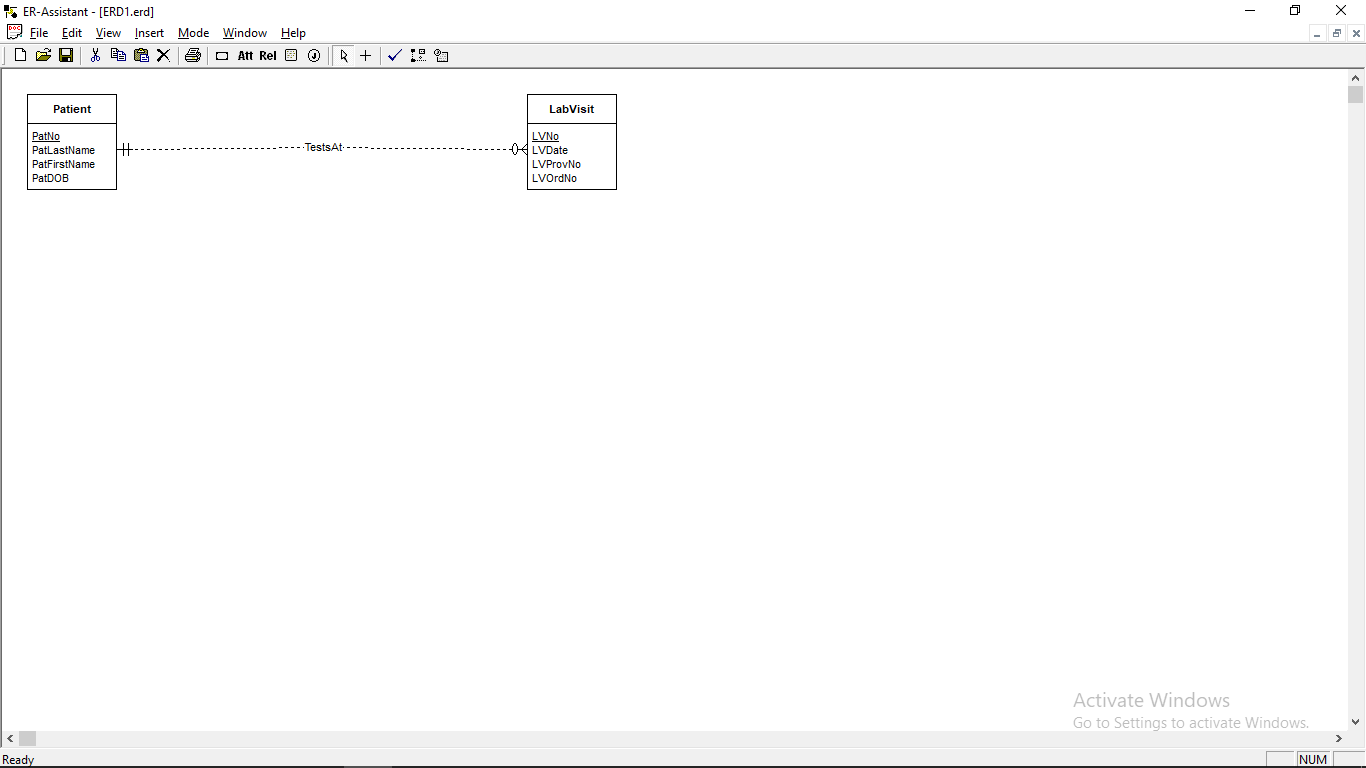 ER-Assistant - [ERD1.erd]
File Edit View Insert Mode Window Help
Att Rel J
Patient
PatNo
PatLastName
PatFirstName
PatDOB
TestsAt
LabVisit
LVNo
LVDate
LVProvNo
LVOrdNo
Activate Windows
Go to Settings to activate Windows.
Ready
NUM